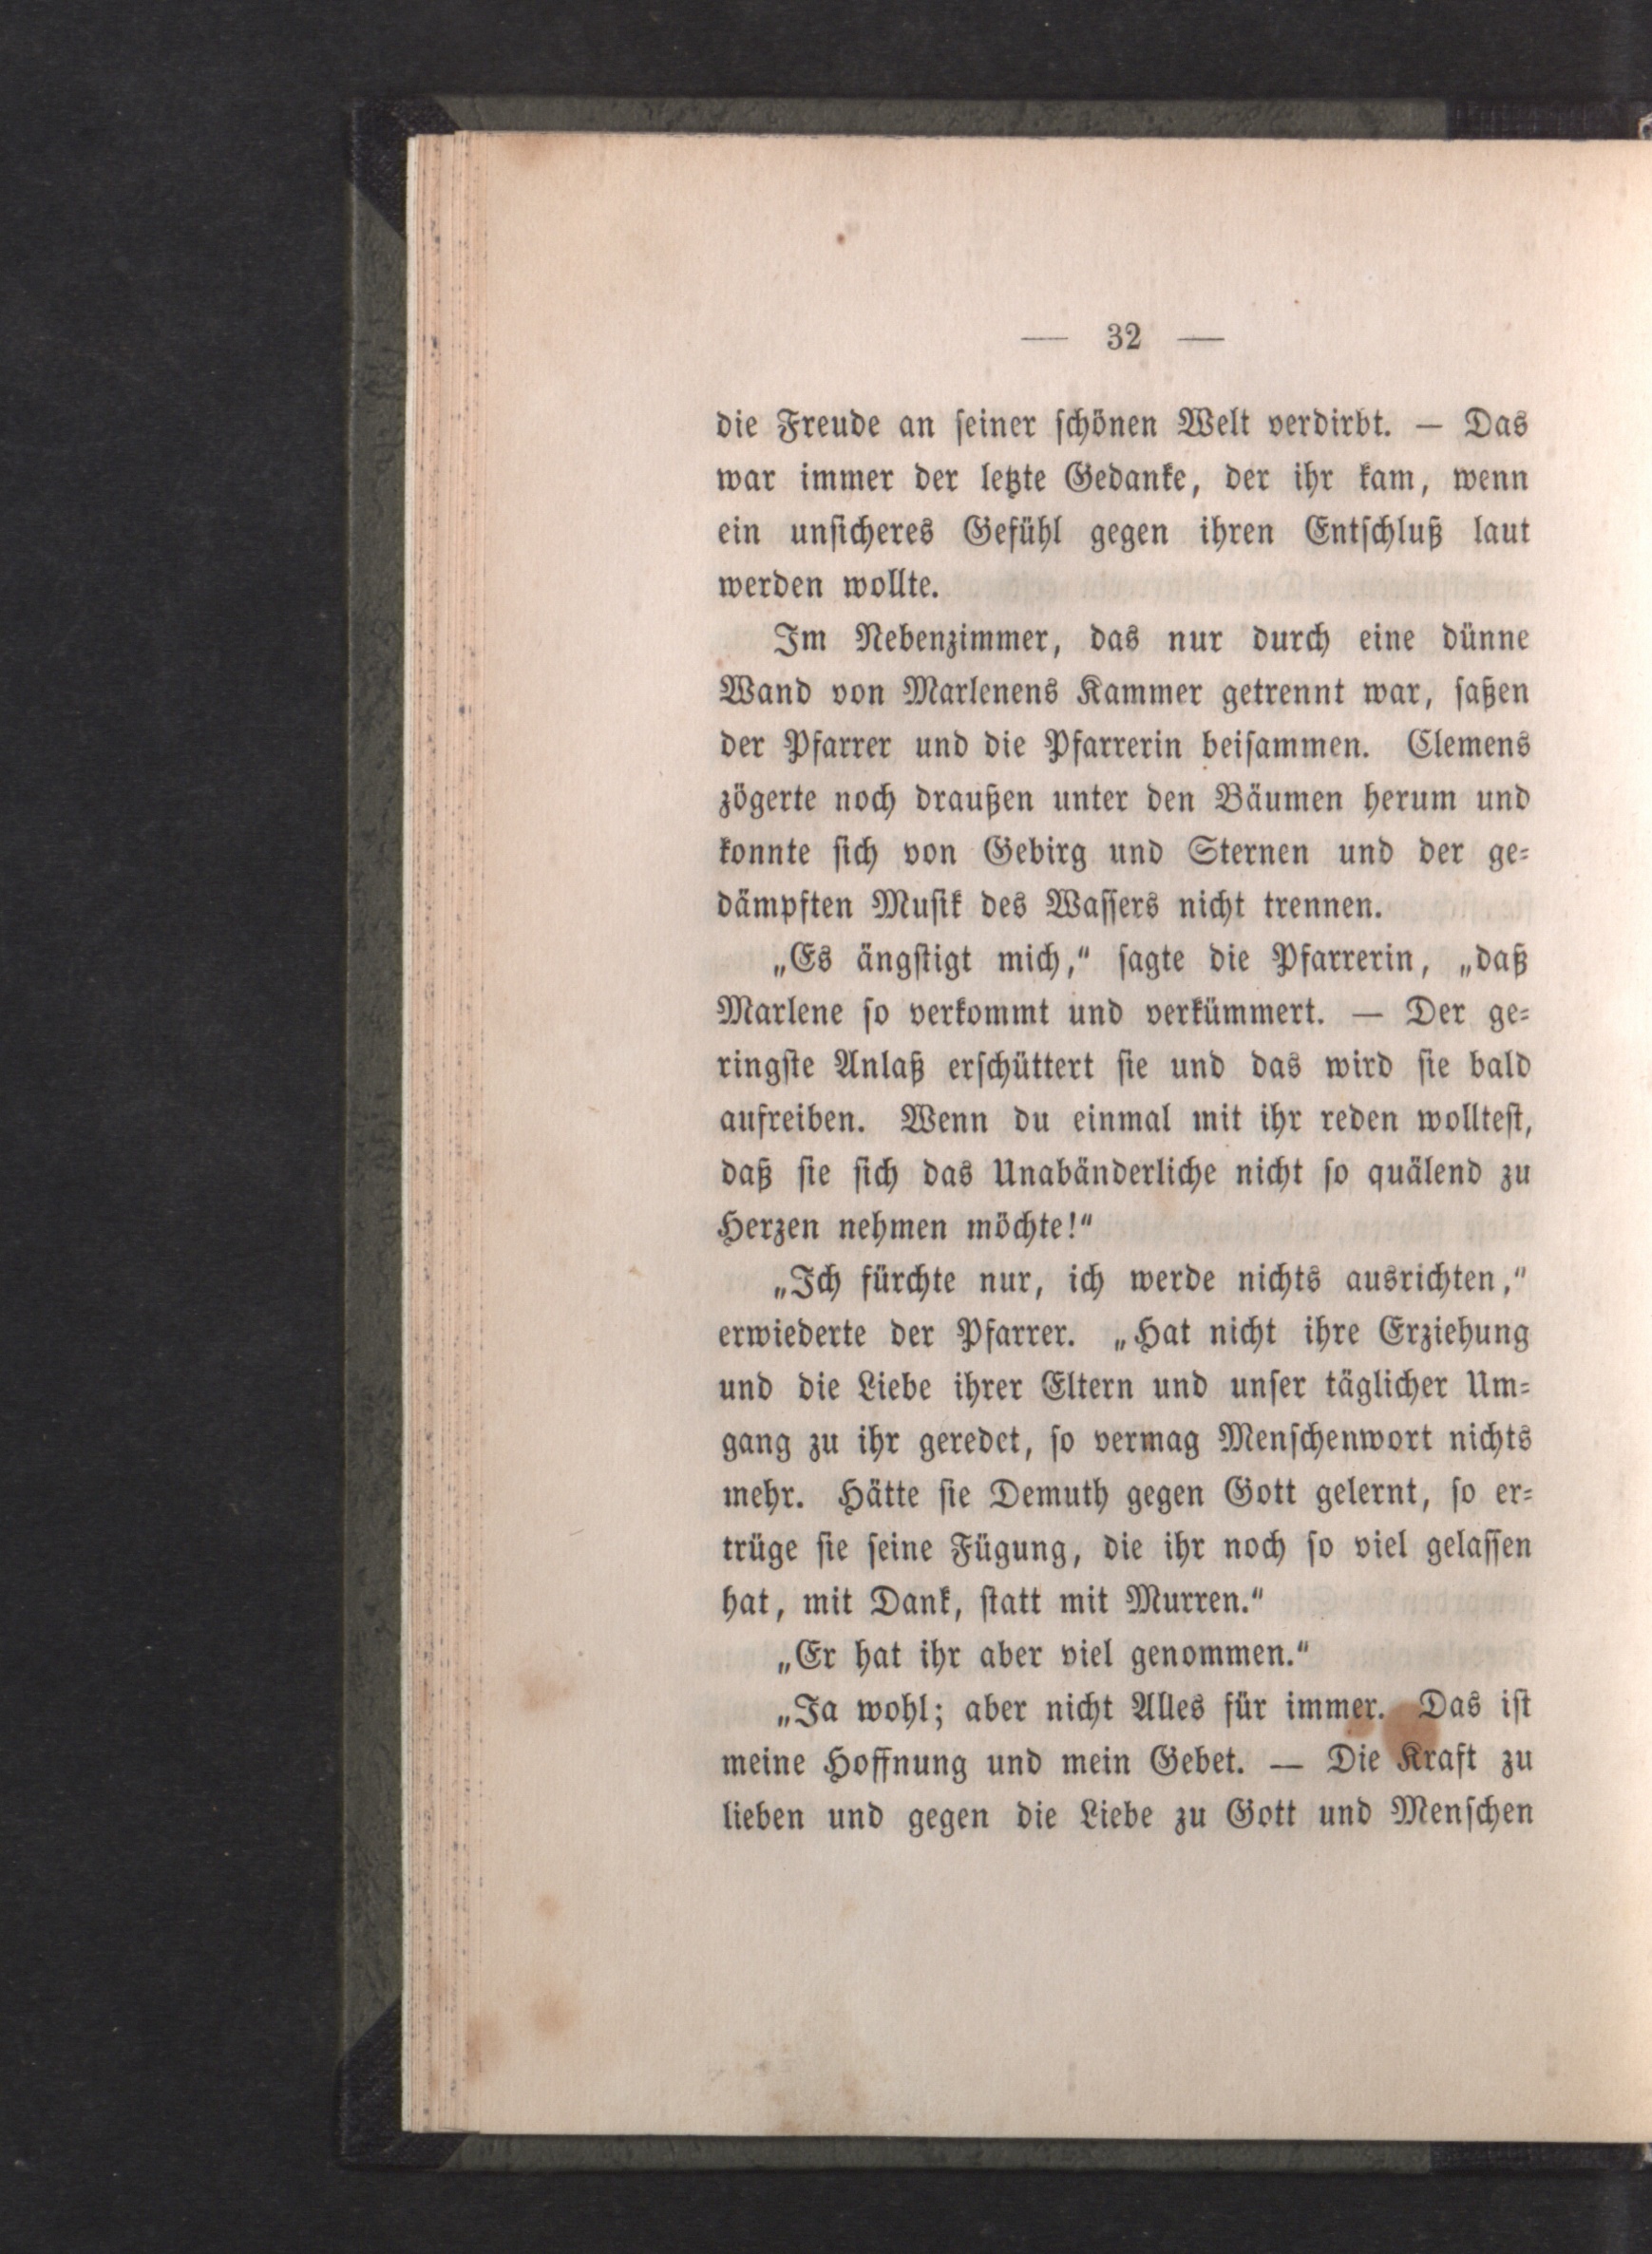 — 32 —
die Freude an ſeiner ſchönen Welt verdirbt. — Das
war immer der letzte Gedanke, der ihr kam, wenn
ein unſicheres Gefühl gegen ihren Entſchluß laut
werden wollte.
Im Nebenzimmer, das nur durch eine dünne
Wand von Marlenens Kammer getrennt war, ſaßen
der Pfarrer und die Pfarrerin beiſammen. Clemens
zögerte noch draußen unter den Bäumen herum und
konnte ſich von Gebirg und Sternen und der ge⸗
dämpften Muſik des Waſſers nicht trennen.
„Es ängſtigt mich,“ ſagte die Pfarrerin, „daß
Marlene ſo verkommt und verkümmert. — Der ge⸗
ringſte Anlaß erſchüttert ſie und das wird ſie bald
aufreiben. Wenn du einmal mit ihr reden wollteſt,
daß ſie ſich das Unabänderliche nicht ſo quälend zu
Herzen nehmen möchte!“
„Ich fürchte nur, ich werde nichts ausrichten,“
erwiederte der Pfarrer. „Hat nicht ihre Erziehung
und die Liebe ihrer Eltern und unſer täglicher Um⸗
gang zu ihr geredet, ſo vermag Menſchenwort nichts
mehr. Hätte ſie Demuth gegen Gott gelernt, ſo er⸗
trüge ſie ſeine Fügung, die ihr noch ſo viel gelaſſen
hat, mit Dank, ſtatt mit Murren.“
„Er hat ihr aber viel genommen.“
„Ja wohl; aber nicht Alles für immer. Das iſt
meine Hoffnung und mein Gebet. — Die Kraft zu
lieben und gegen die Liebe zu Gott und Menſchen